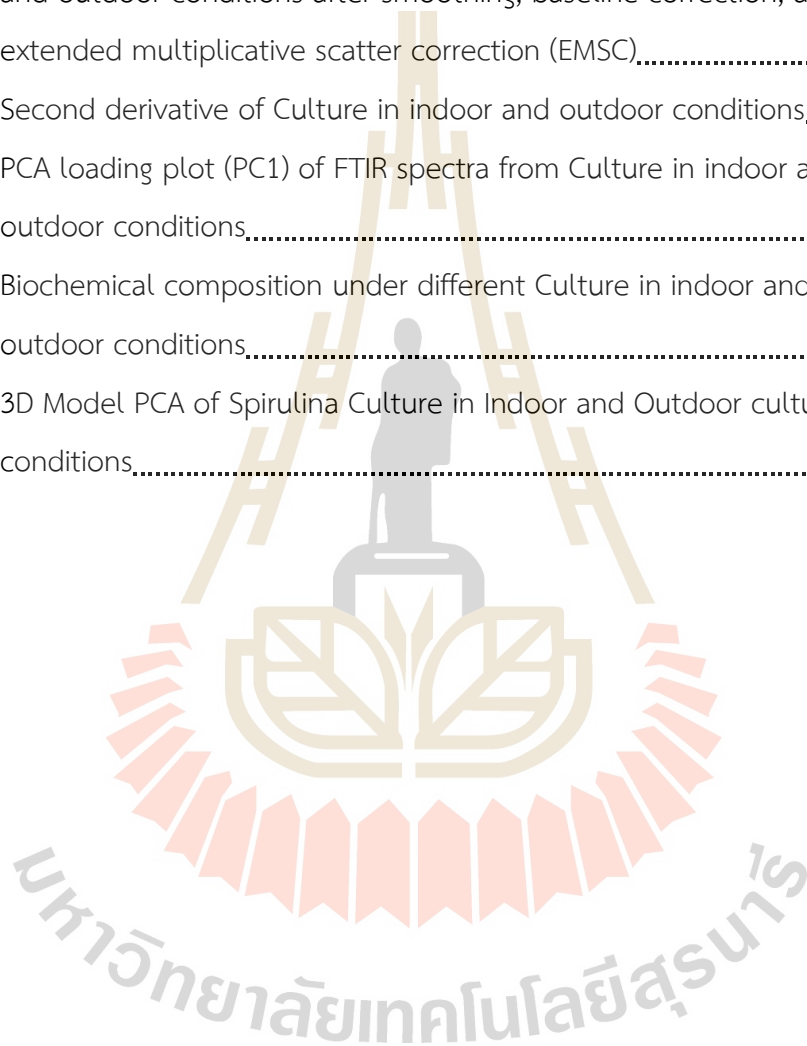 extended multiplicative scatter correction (EMSC)
Second derivative of Culture in indoor and outdoor conditions
PCA loading plot (PC1) of FTIR spectra from Culture in indoor
outdoor conditions
Biochemical composition under different Culture in indoor and
outdoor conditions
3D Model PCA of Spirulina Culture in Indoor and Outdoor
conditions
มหาวิทยาลัยเทคโนโลยีสุรนารี